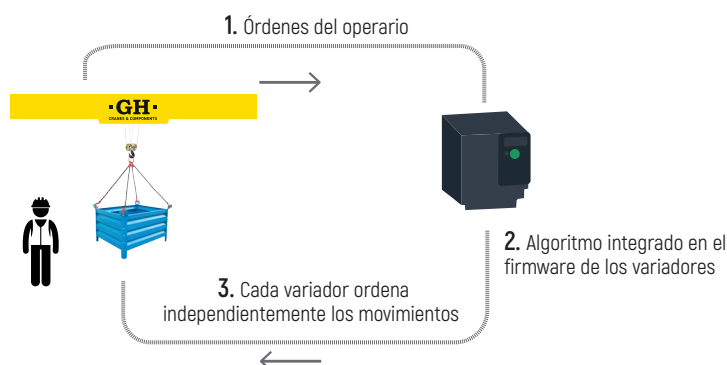 1. Órdenes del operario
·GH·
CRANES & COMPONENTS
2. Algoritmo integrado en el
firmware de los variadores
3. Cada variador ordena
independientemente los movimientos